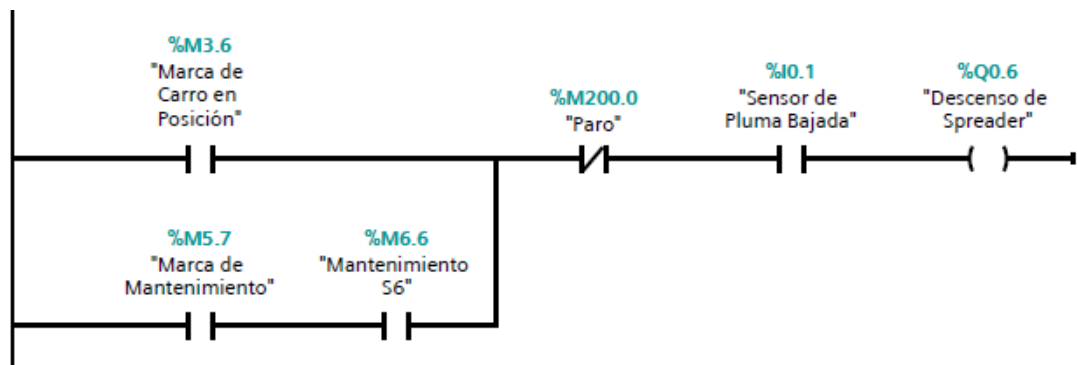 %M3.6
"Marca de
Carro en
Posición"
%M200.0
"Paro"
%I0.1
"Sensor de
Pluma Bajada"
%Q0.6
"Descenso de
Spreader"
%M5.7
"Marca de
Mantenimiento"
%M6.6
"Mantenimiento
S6"